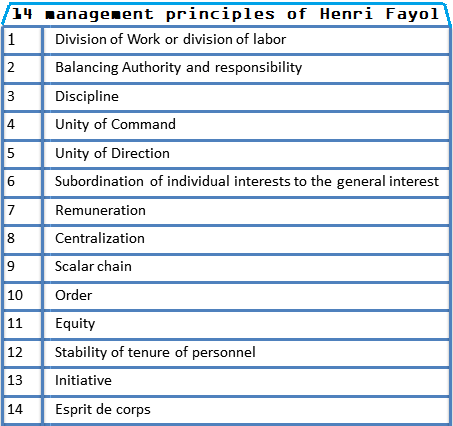 14 management principles of Henri Fayol
1 Division of Work or division of labor
2 Balancing Authority and responsibility
3 Discipline
4 Unity of Command
5 Unity of Direction
6 Subordination of individual interests to the general interest
7 Remuneration
8 Centralization
9 Scalar chain
10 Order
11 Equity
12 Stability of tenure of personnel
13 Initiative
14 Esprit de corps